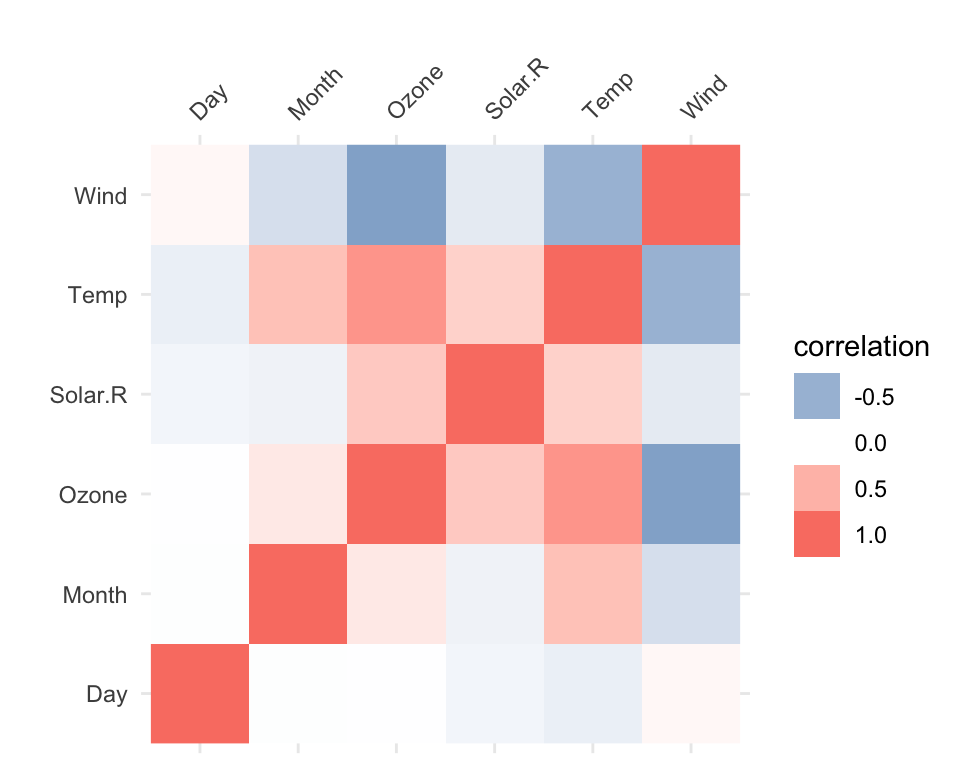 Day
Month
Ozone
Solar.R
Temp
Wind
Wind
Temp
Solar.R
Ozone
Month
Day
correlation
-0.5
0.0
0.5
1.0